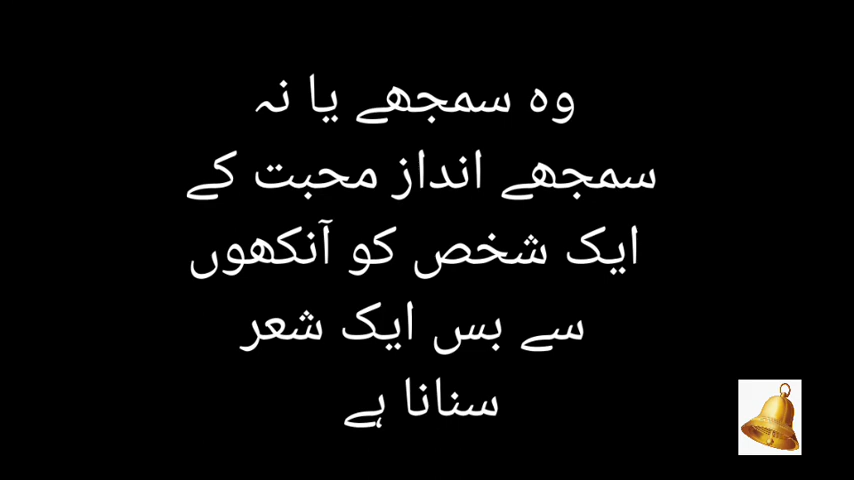 وہ سمجھے یا نہ
سمجھے انداز محبت کے
ایک شخص کو آنکھوں
سے بس ایک شعر
سنانا ہے